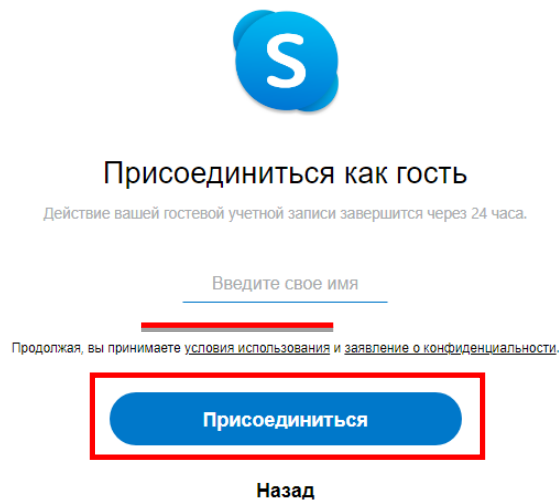 S
Присоединиться как гость
Действие вашей гостевой учетной записи завершится через 24 часа.
Введите свое имя
Продолжая, вы принимаете условия использования и заявление о конфиденциальности.
Присоединиться
Назад